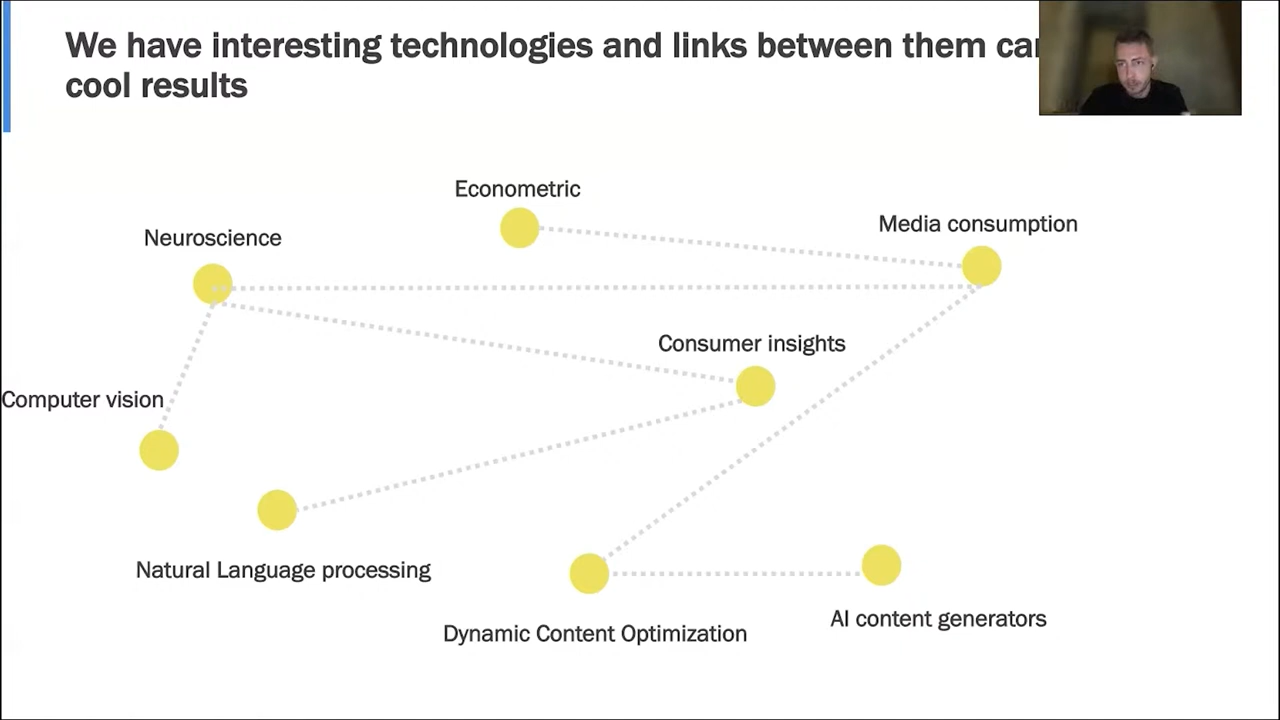 We have interesting technologies and links between them
cool results
Econometric
Media consumption
Neuroscience
Consumer insights
Computer vision
Natural Language processing
AI content generators
Dynamic Content Optimization